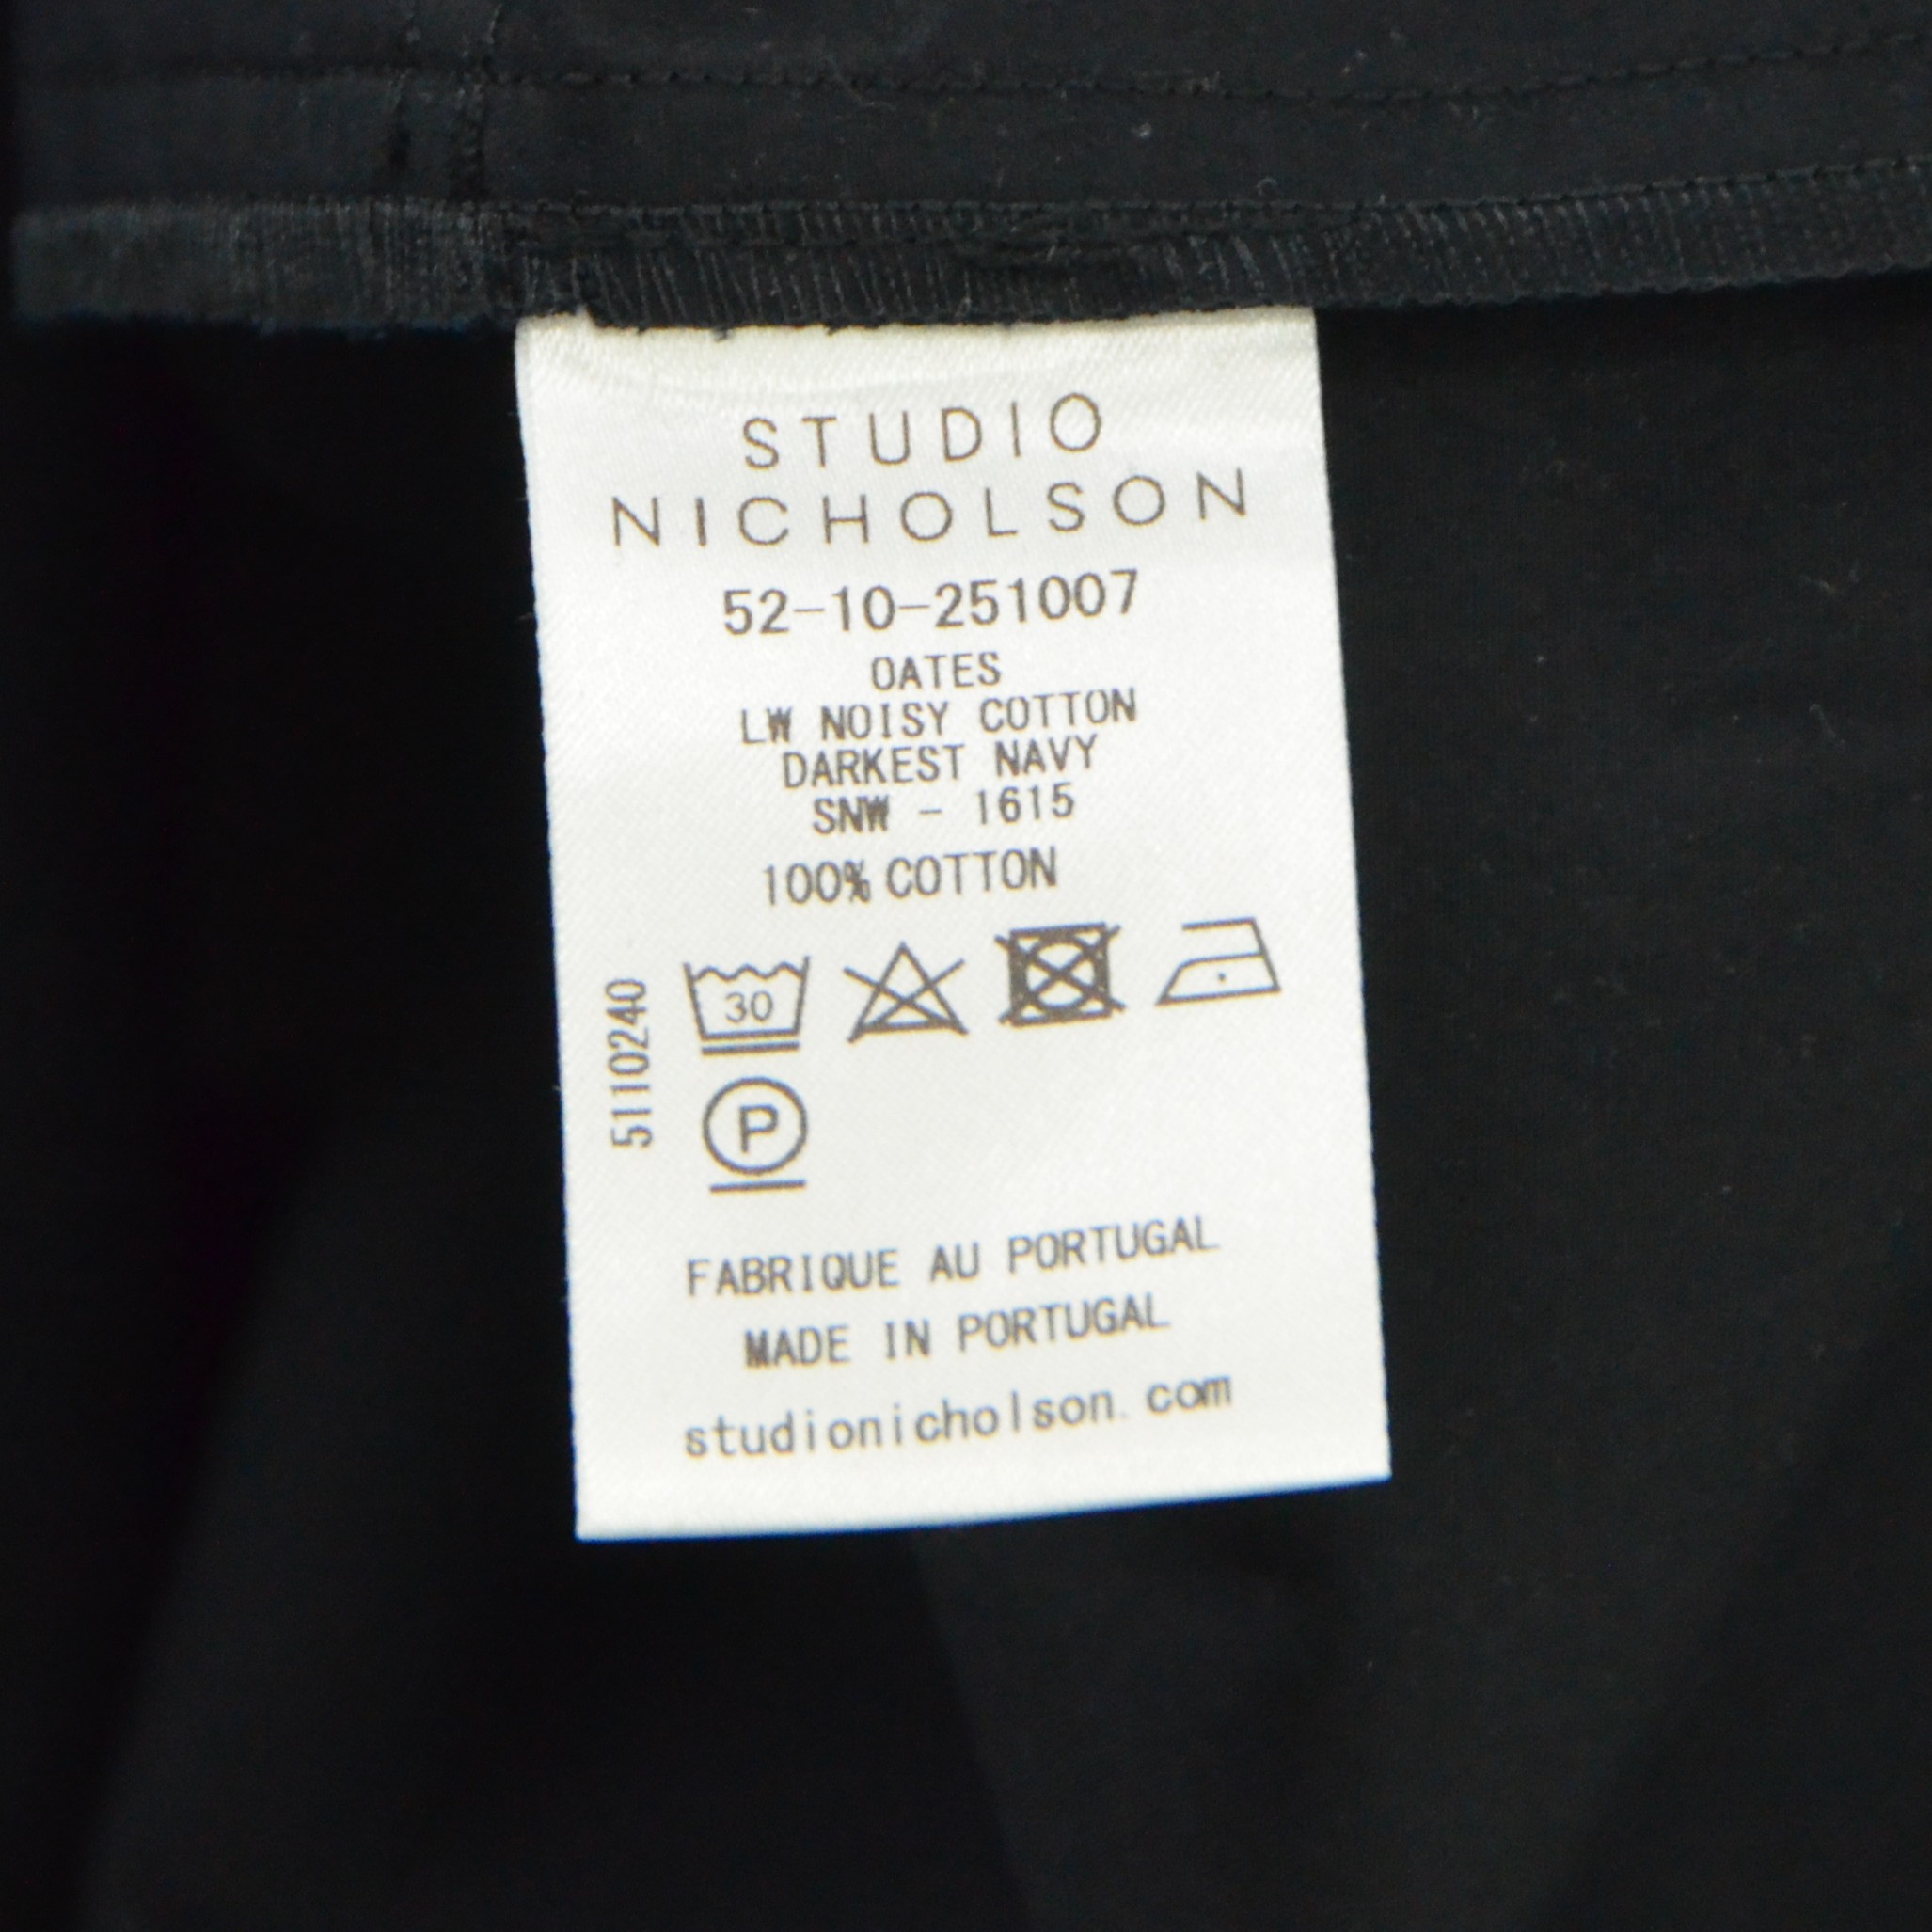 STUDIO
NICHOLSON
52-10-251007
OATES
LW NOISY COTTON
DARKEST NAVY
SNW - 1615
100% COTTON
30
5110240
P
FABRIQUE AU PORTUGAL
MADE IN PORTUGAL
studionicholson.com